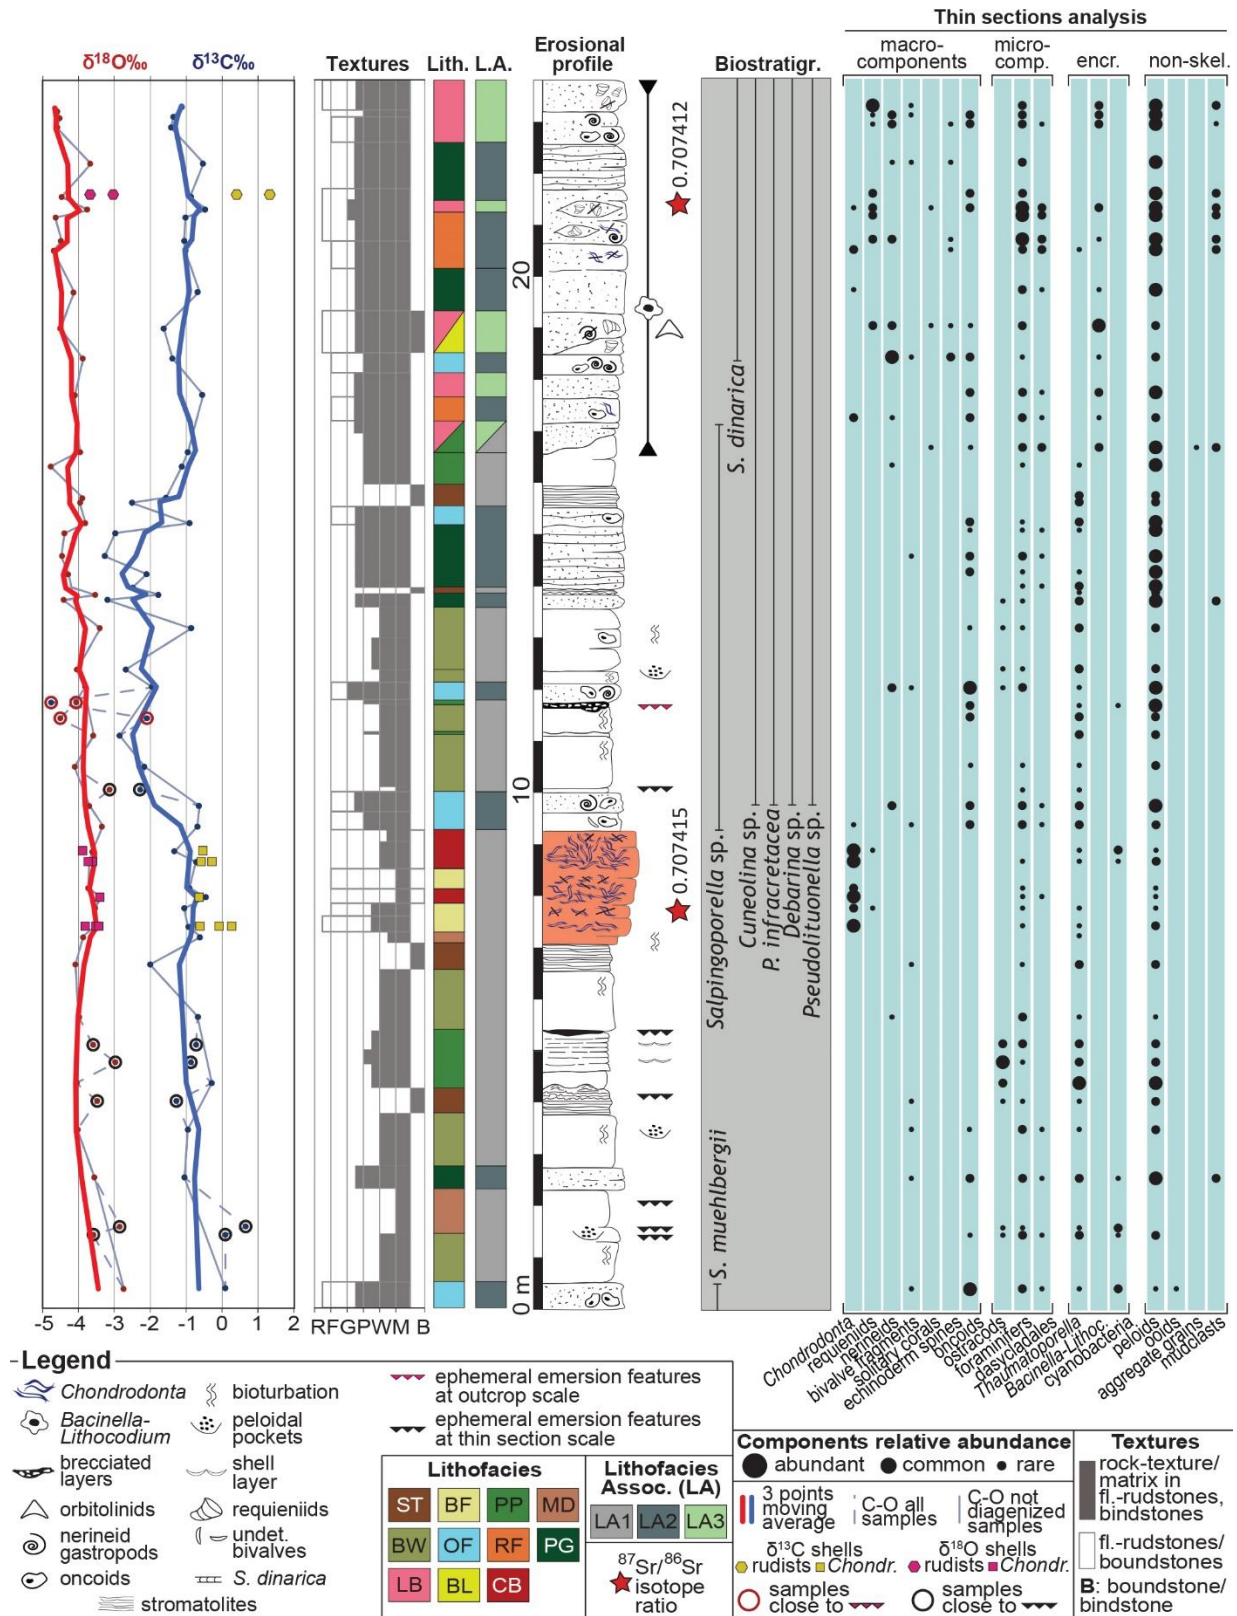 Thin sections analysis
δ18O‰
δ13C‰
Textures
Lith.
L.A.
Erosional
profile
Biostratigr.
macro-
components
micro-
comp.
encr.
non-skel.
0.707412
20
S. dinarica
10
0.707415
Salpingoporella sp.
Cuneolina sp.
P. infracretacea
Debarina sp.
Pseudolituonella sp.
S. muehlbergii
0 m
-5 -4 -3 -2 -1 0 1 2
RFGPWM B
Chondrodonta
requieniids
nerineids
bivalve fragments
solitary corals
echinoderm spines
oncoids
ostracods
foraminifers
dasycladales
Thaumatoporella
Bacinella-Lithoc.
cyanobacteria
peloids
ooids
aggregate grains
mudclasts
Legend
Chondrodonta
bioturbation
Bacinella-
Lithocodium
peloidal
pockets
brecciated
layers
shell
layer
orbitolinids
requieniids
nerineid
gastropods
undet.
bivalves
oncoids
S. dinarica
stromatolites
ephemeral emersion features
at outcrop scale
ephemeral emersion features
at thin section scale
Lithofacies
ST BF PP MD
BW OF RF PG
LB BL CB
Lithofacies
Assoc. (LA)
LA1 LA2 LA3
87Sr/86Sr
isotope
ratio
Components relative abundance
abundant common rare
3 points
moving
average
C-O all
samples
C-O not
diagenized
samples
δ13C shells
rudists Chondr.
δ18O shells
rudists Chondr.
samples
close to
samples
close to
Textures
rock-texture/
matrix in
fl.-rudstones,
bindstones
fl.-rudstones/
boundstones
B: boundstone/
bindstone